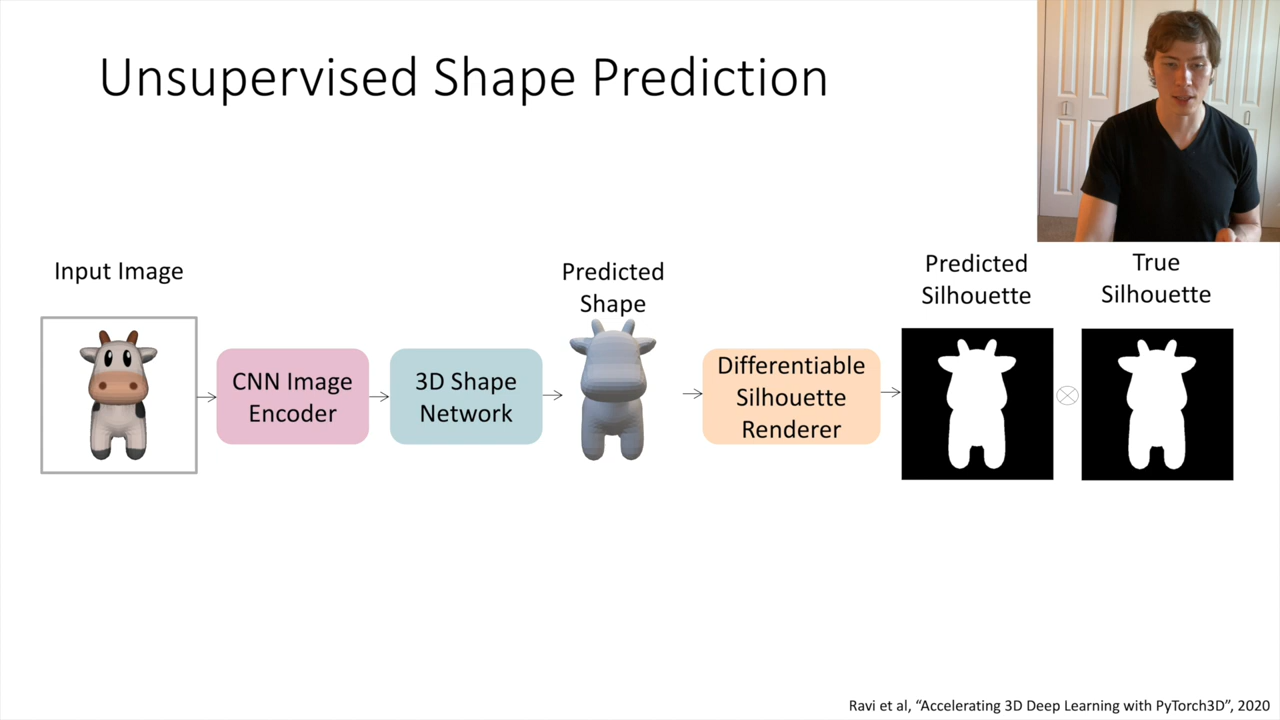 Unsupervised Shape Prediction
Input Image
CNN Image
Encoder
3D Shape
Network
Predicted
Shape
Differentiable
Silhouette
Renderer
Predicted
Silhouette
True
Silhouette
Ravi et al, “Accelerating 3D Deep Learning with PyTorch3D”, 2020